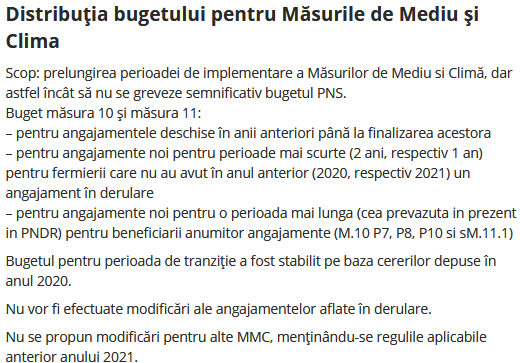 Distribuția bugetului pentru Măsurile de Mediu și
Clima
Scop: prelungirea perioadei de implementare a Măsurilor de Mediu si Climă, dar
astfel încât să nu se greveze semnificativ bugetul PNS.
Buget măsura 10 și măsura 11:
– pentru angajamentele deschise în anii anteriori până la finalizarea acestora
– pentru angajamente noi pentru perioade mai scurte (2 ani, respectiv 1 an)
pentru fermierii care nu au avut în anul anterior (2020, respectiv 2021) un
angajament în derulare
– pentru angajamente noi pentru o perioada mai lunga (cea prevazuta in prezent
in PNDR) pentru beneficiarii anumitor angajamente (M.10 P7, P8, P10 si sM.11.1)
Bugetul pentru perioada de tranziție a fost stabilit pe baza cererilor depuse în
anul 2020.
Nu vor fi efectuate modificări ale angajamentelor aflate în derulare.
Nu se propun modificări pentru alte MMC, menținându-se regulile aplicabile
anterior anului 2021.